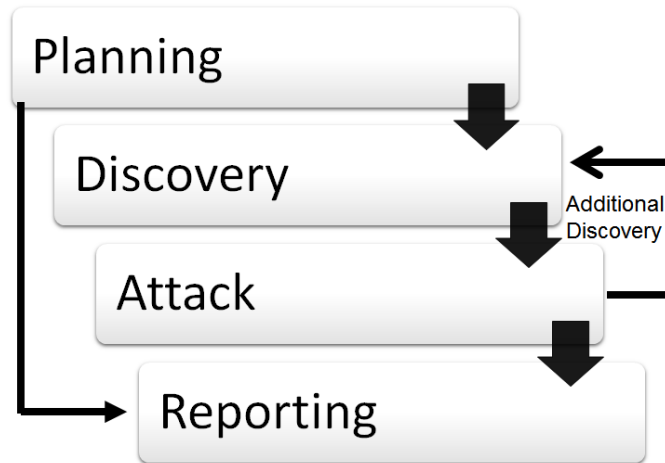 Planning
Discovery
Additional
Discovery
Attack
Reporting